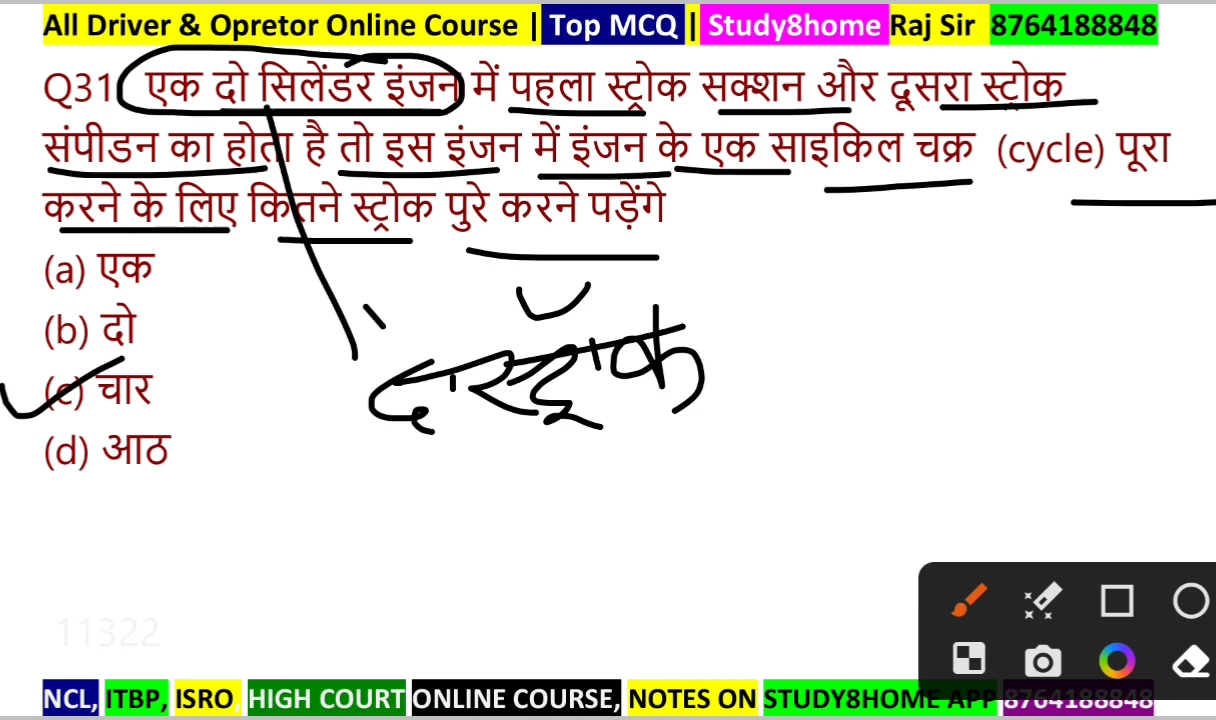 All Driver & Opretor Online Course | Top MCQ | Study8home Raj Sir 8764188848
Q31 एक दो सिलेंडर इंजन में पहला स्ट्रोक सक्शन और दूसरा स्ट्रोक
संपीडन का होता है तो इस इंजन में इंजन के एक साइकिल चक्र (cycle) पूरा
करने के लिए कितने स्ट्रोक पुरे करने पड़ेंगे
(a) एक
(b) दो
(c) चार
(d) आठ
11322
NCL, ITBP, ISRO, HIGH COURT ONLINE COURSE, NOTES ON STUDY8HOME APP 8764188848